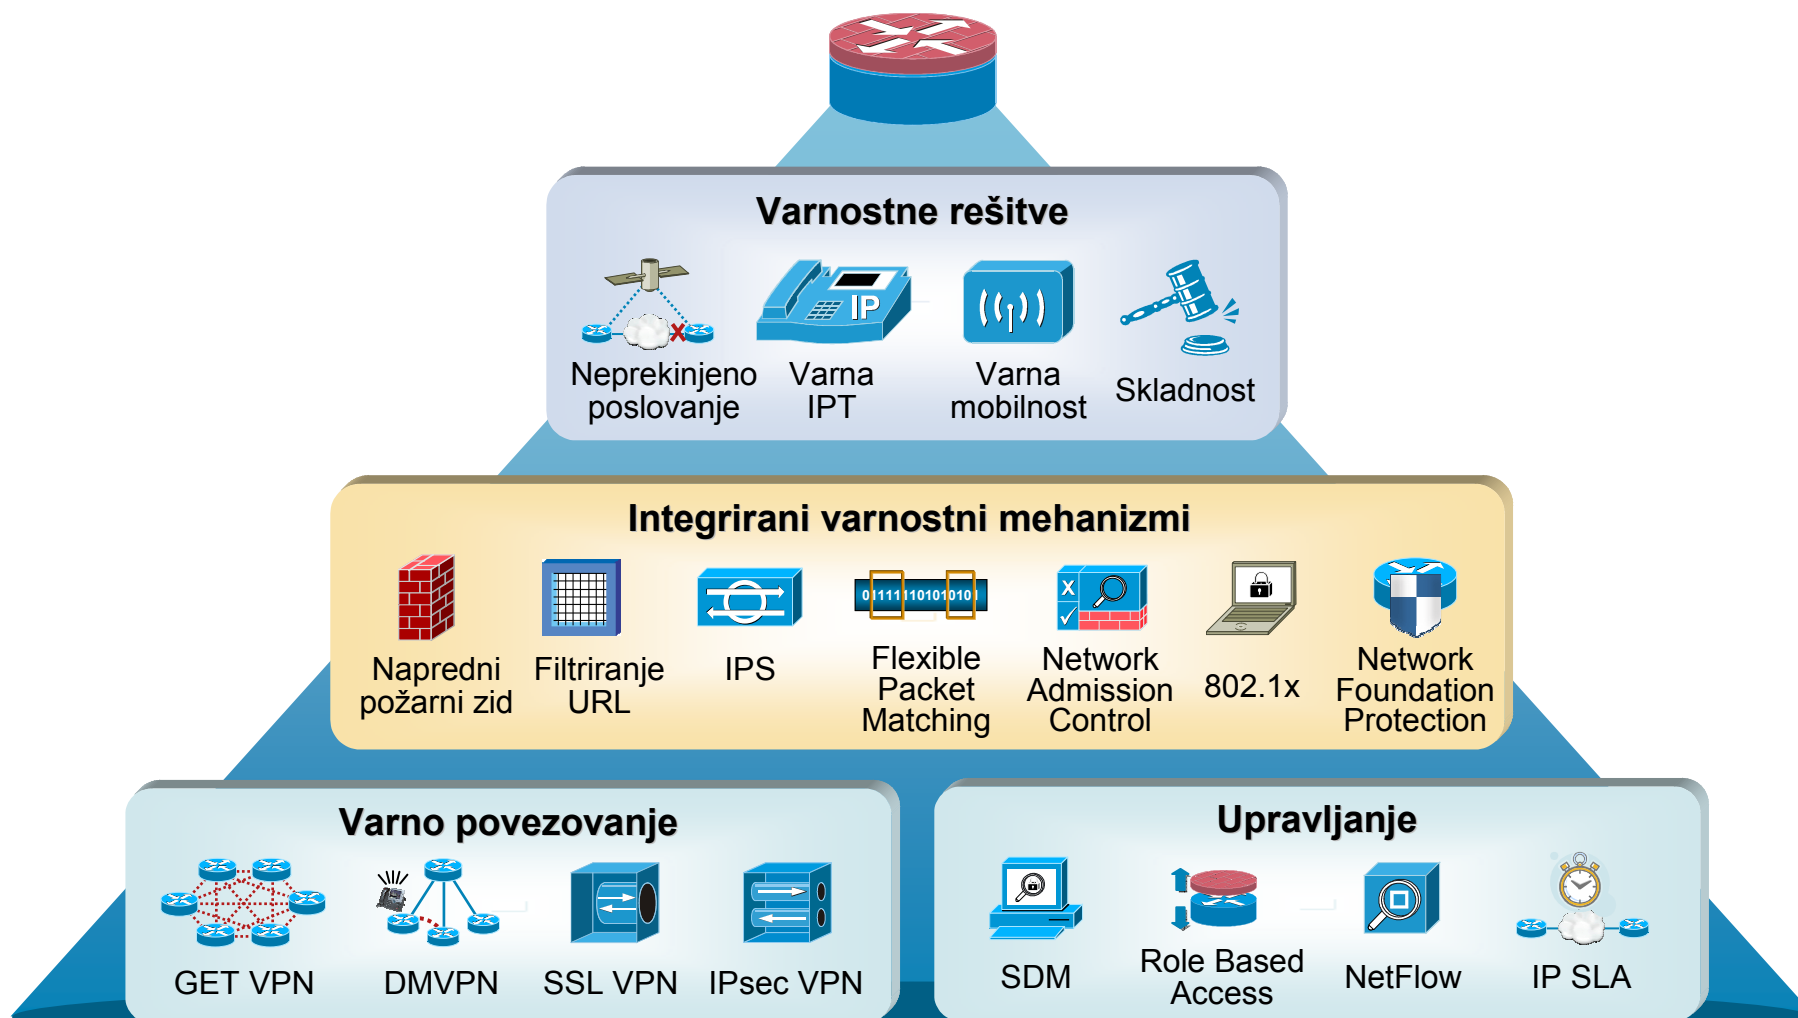 Varnostne rešitve
IP
Neprekinjeno
poslovanje
Varna
IPT
Varna
mobilnost
Skladnost
Integrirani varnostni mehanizmi
011111101010101
X
Napredni
požarni zid
Filtriranje
URL
IPS
Flexible
Packet
Matching
Network
Admission
Control
802.1x
Network
Foundation
Protection
Varno povezovanje
GET VPN
DMVPN
SSL VPN
IPsec VPN
Upravljanje
SDM
Role Based
Access
NetFlow
IP SLA